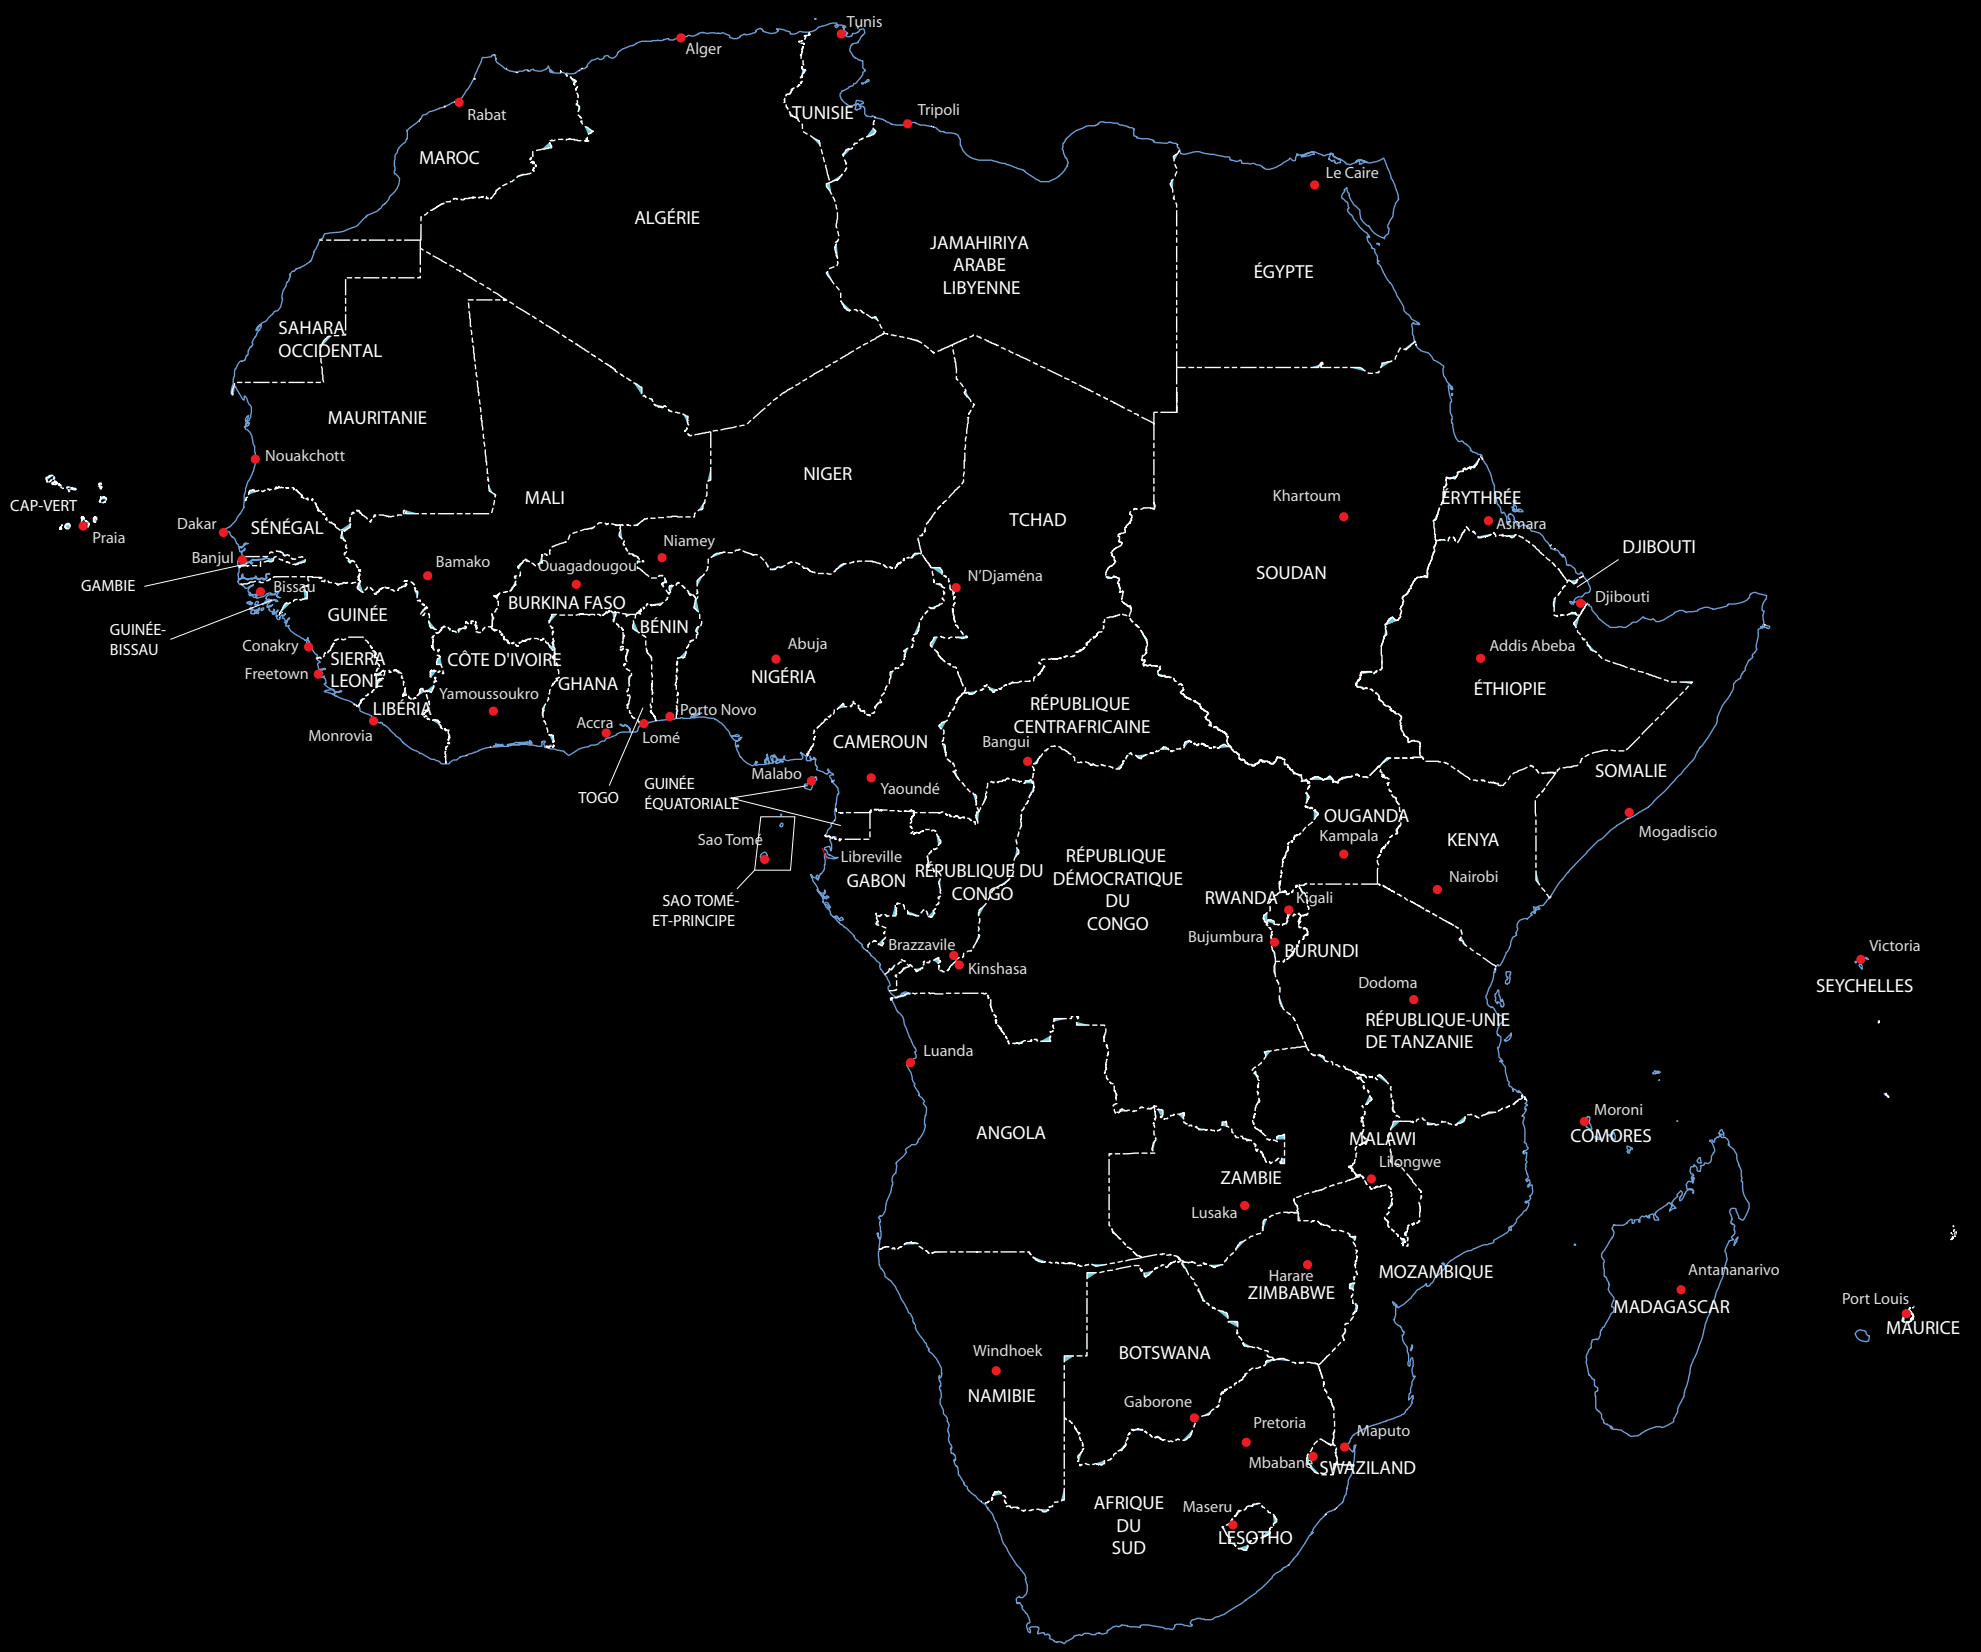 Tunis
Alger
Rabat
TUNISIE
Tripoli
MAROC
Le Caire
ALGÉRIE
JAMAHIRIYA
ARABE
LIBYENNE
ÉGYPTE
SAHARA
OCCIDENTAL
MAURITANIE
Nouakchott
NIGER
MALI
CAP-VERT
Praia
Dakar
SÉNÉGAL
Khartoum
ÉRYTHRÉE
Asmara
TCHAD
Banjul
GAMBIE
Bamako
Niamey
Ouagadougou
N'Djaména
SOUDAN
DJIBOUTI
Djibouti
Bissau
GUINÉE-
BISSAU
GUINÉE
BURKINA FASO
BÉNIN
Conakry
Freetown
SIERRA
LEONE
CÔTE D'IVOIRE
Yamoussoukro
GHANA
Abuja
NIGÉRIA
Addis Abeba
ÉTHIOPIE
LIBÉRIA
Monrovia
Accra
Lomé
Porto Novo
RÉPUBLIQUE
CENTRAFRICAINE
Bangui
CAMEROUN
Yaoundé
Malabo
GUINÉE
ÉQUATORIALE
TOGO
SOMALIE
Mogadiscio
OUGANDA
Kampala
KENYA
Nairobi
Sao Tomé
SAO TOMÉ-
ET-PRINCIPE
Libreville
GABON
RÉPUBLIQUE DU
CONGO
RÉPUBLIQUE
DÉMOCRATIQUE
DU
CONGO
RWANDA
Kigali
Bujumbura
BURUNDI
Brazzavile
Kinshasa
Victoria
SEYCHELLES
Dodoma
RÉPUBLIQUE-UNIE
DE TANZANIE
Luanda
ANGOLA
Moroni
COMORES
MALAWI
Lilongwe
ZAMBIE
Lusaka
Harare
ZIMBABWE
MOZAMBIQUE
Antananarivo
MADAGASCAR
Port Louis
MAURICE
Windhoek
NAMIBIE
BOTSWANA
Gaborone
Pretoria
Maputo
Mbabane
SWAZILAND
AFRIQUE
DU
SUD
Maseru
LESOTHO